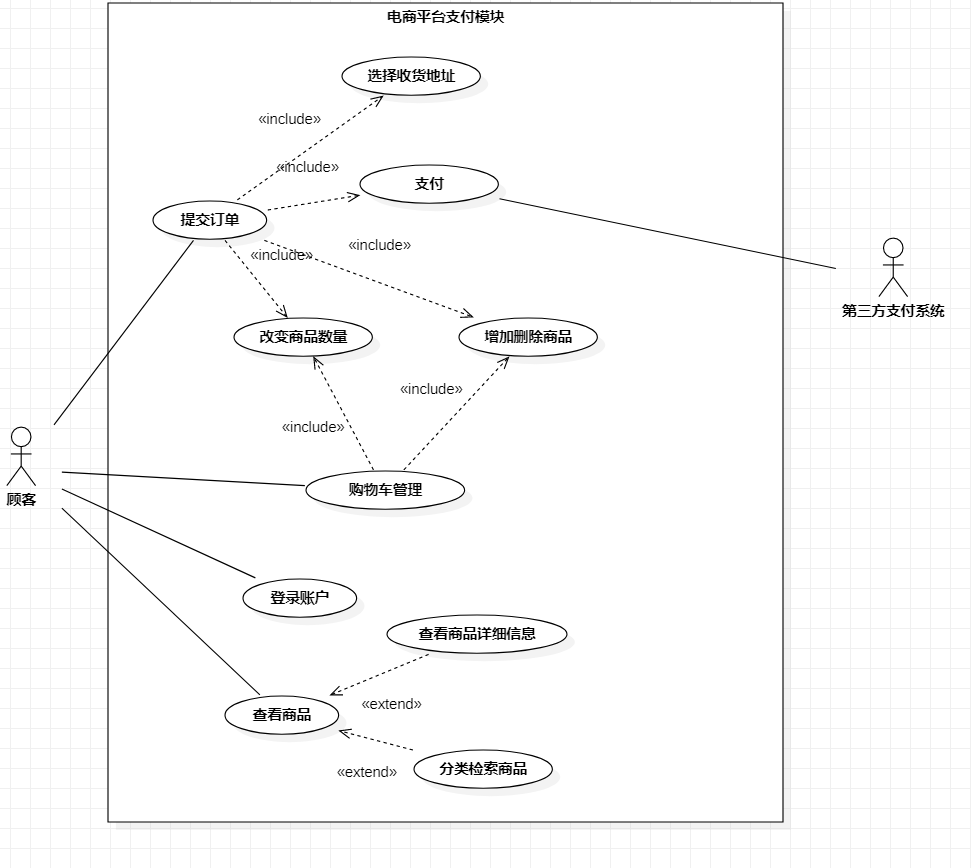 电商平台支付模块
选择收货地址
«include»
«include»
支付
提交订单
«include»
«include»
第三方支付系统
改变商品数量
增加删除商品
«include»
«include»
购物车管理
顾客
登录账户
查看商品详细信息
«extend»
查看商品
«extend»
分类检索商品